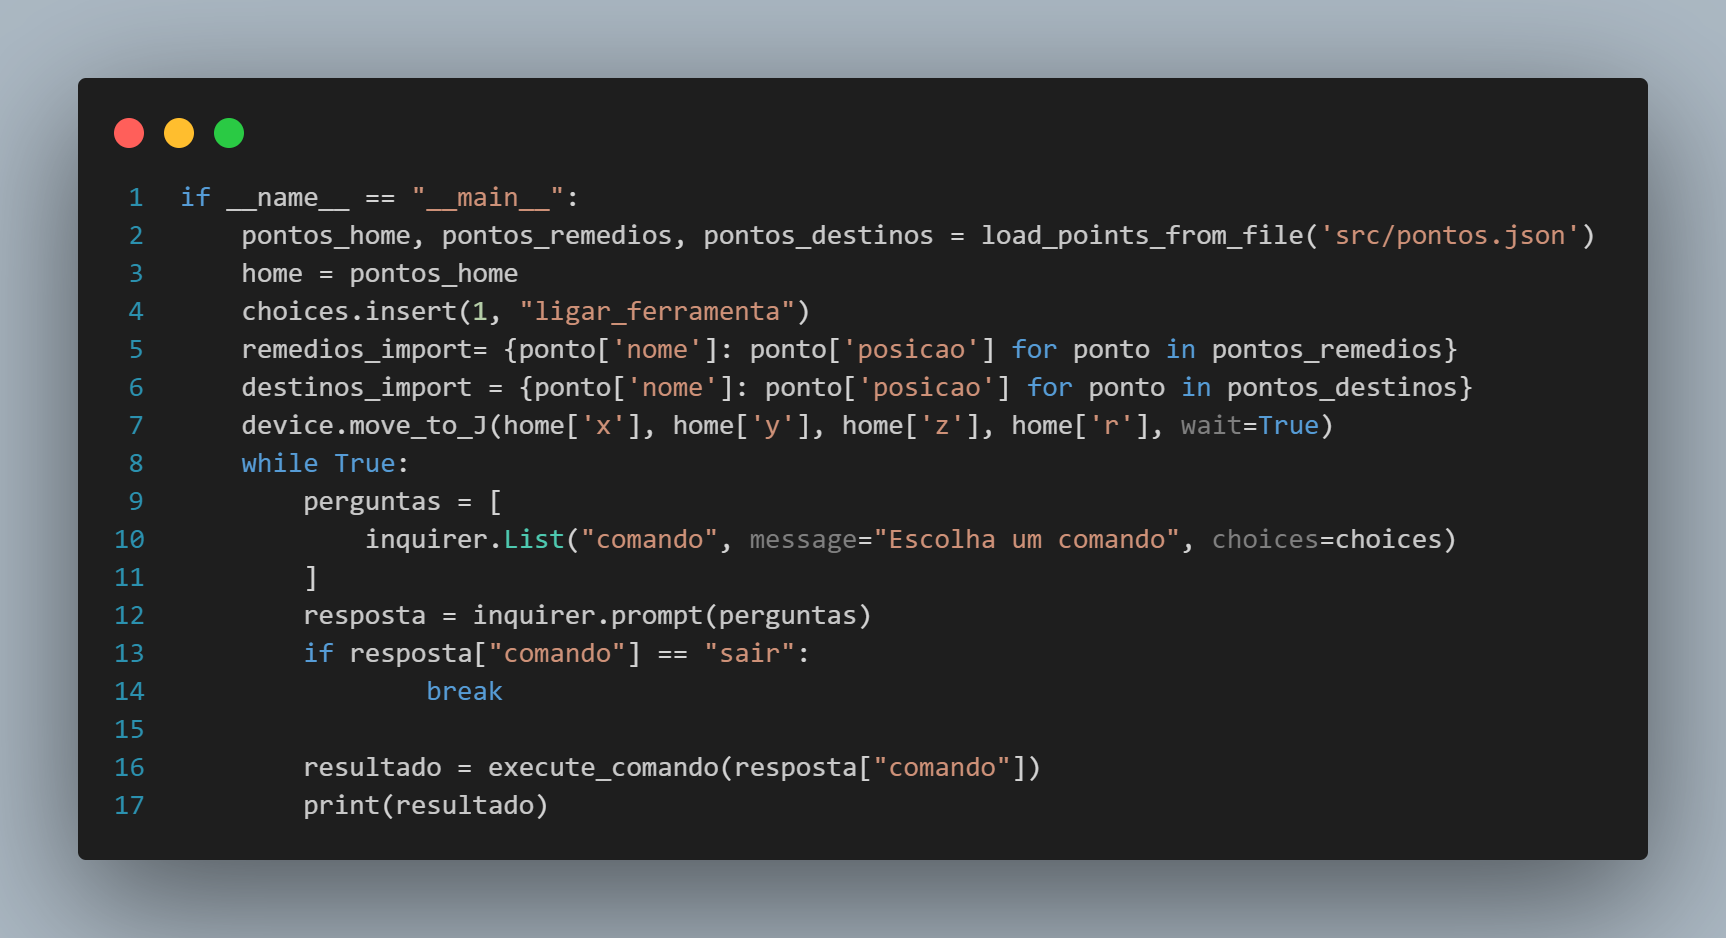 1 if __name__ == "__main__":
2     pontos_home, pontos_remedios, pontos_destinos = load_points_from_file('src/pontos.json')
3     home = pontos_home
4     choices.insert(1, "ligar_ferramenta")
5     remedios_import= {ponto['nome']: ponto['posicao'] for ponto in pontos_remedios}
6     destinos_import = {ponto['nome']: ponto['posicao'] for ponto in pontos_destinos}
7     device.move_to_J(home['x'], home['y'], home['z'], home['r'], wait=True)
8     while True:
9         perguntas = [
10             inquirer.List("comando", message="Escolha um comando", choices=choices)
11         ]
12         resposta = inquirer.prompt(perguntas)
13         if resposta["comando"] == "sair":
14                 break
15
16         resultado = execute_comando(resposta["comando"])
17         print(resultado)